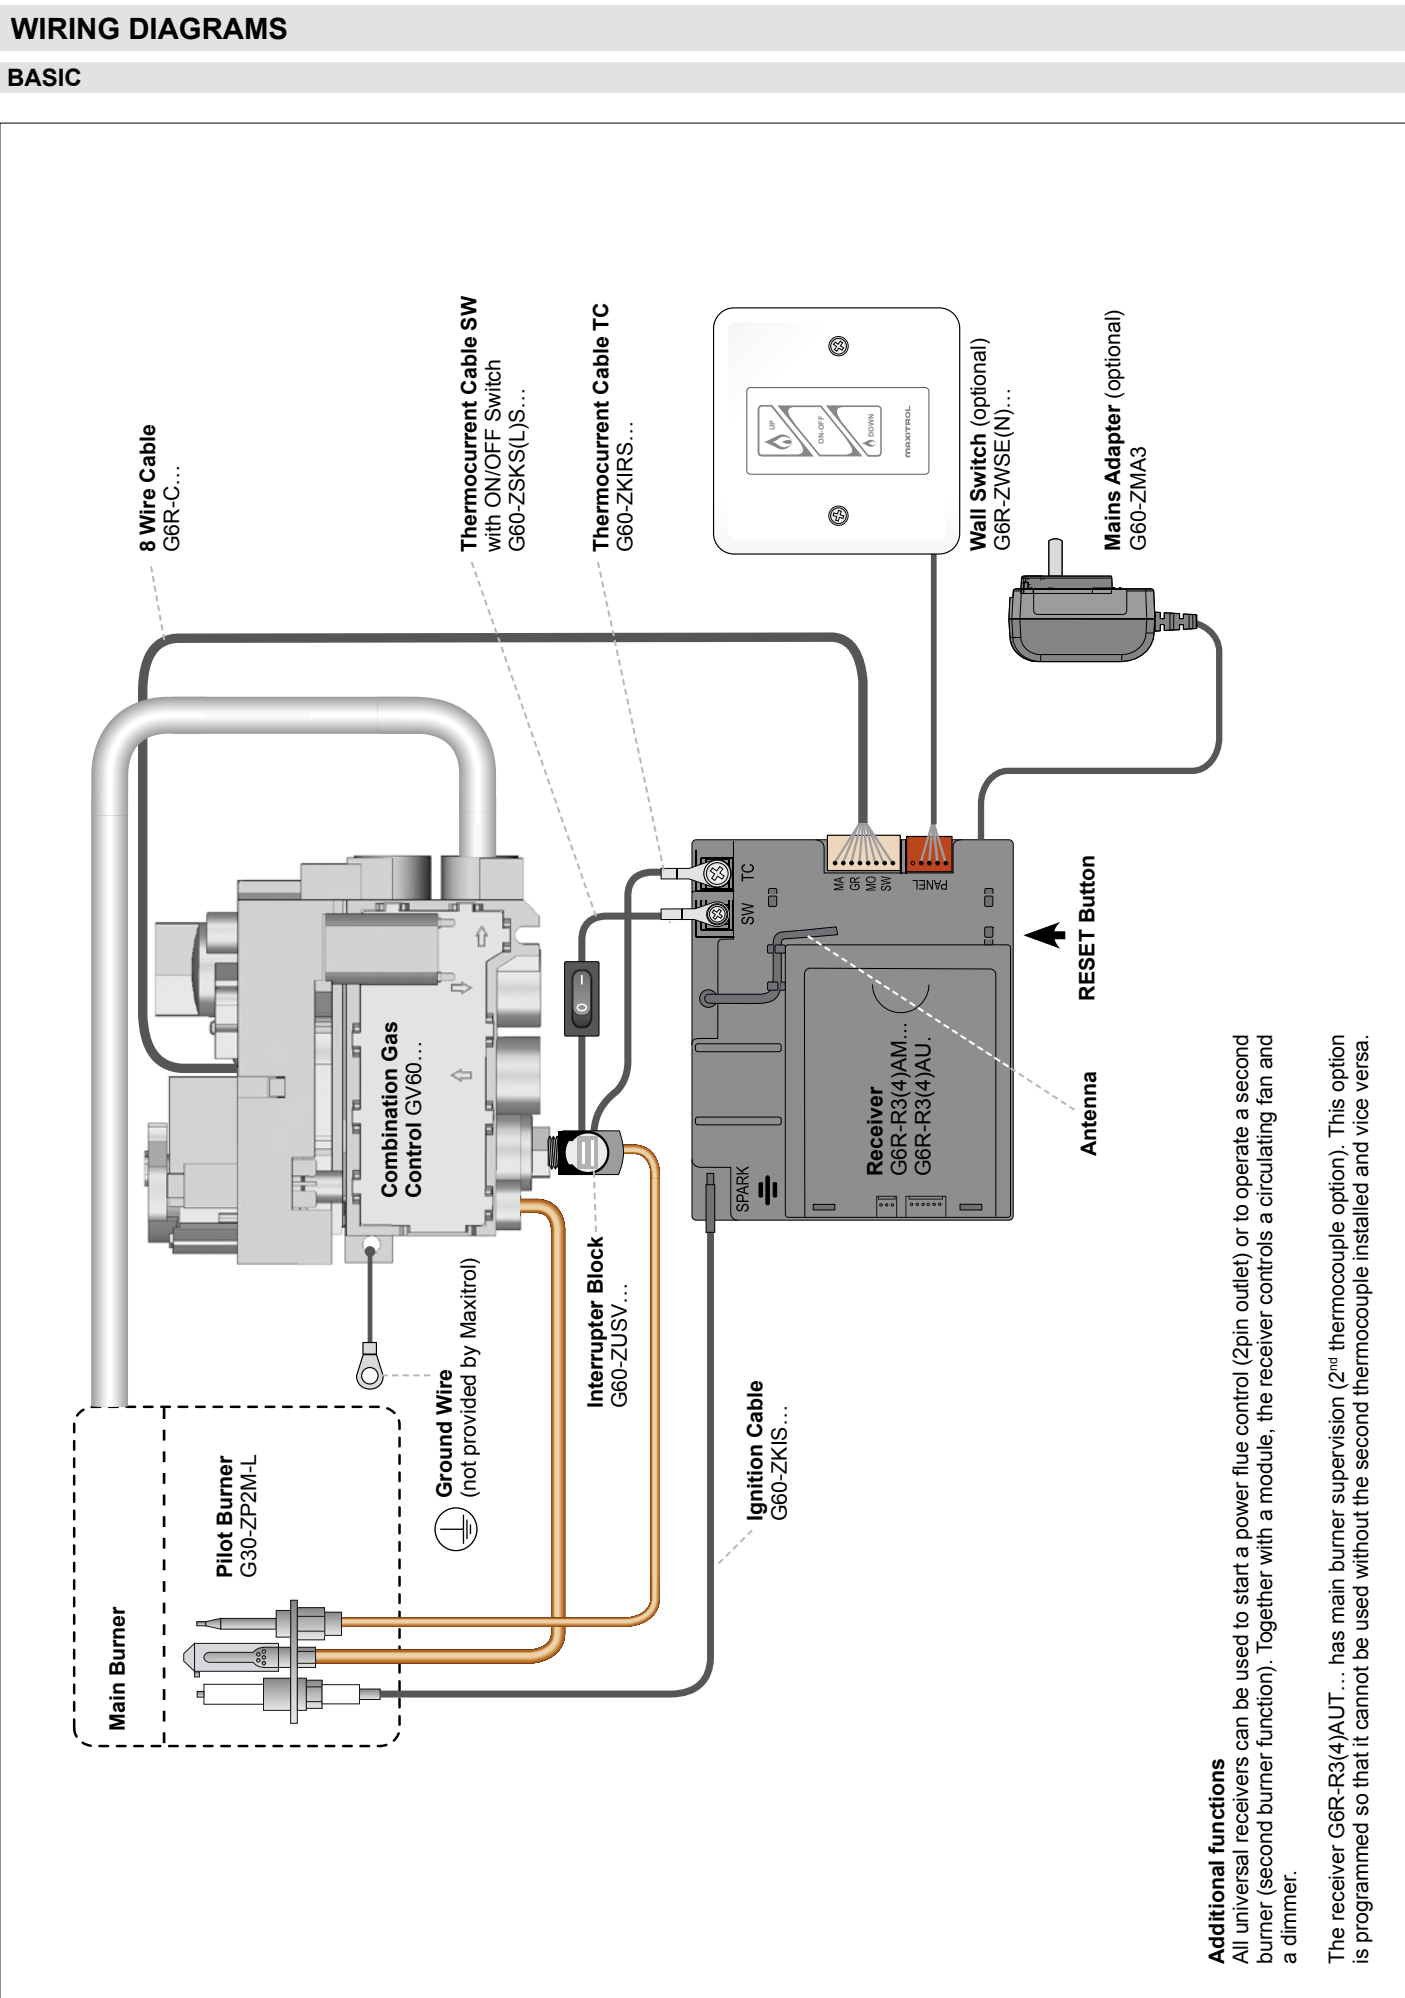 WIRING DIAGRAMS
BASIC
8 Wire Cable
G6R-C…
Thermocurrent Cable SW
with ON/OFF Switch
G60-ZSKS(L)S…
Thermocurrent Cable TC
G60-ZKIRS…
UP
ON-OFF
DOWN
MAXITROL
Wall Switch (optional)
G6R-ZWSE(N)…
Mains Adapter (optional)
G60-ZMA3
Combination Gas
Control GV60…
0 I
SW TC
MA
GR
MO
SW
PANEL
SPARK
Receiver
G6R-R3(4)AM…
G6R-R3(4)AU.
RESET Button
Antenna
Interrupter Block
G60-ZUSV…
Ground Wire
(not provided by Maxitrol)
Ignition Cable
G60-ZKIS…
Main Burner
Pilot Burner
G30-ZP2M-L
Additional functions
All universal receivers can be used to start a power flue control (2pin outlet) or to operate a second
burner (second burner function). Together with a module, the receiver controls a circulating fan and
a dimmer.
The receiver G6R-R3(4)AUT… has main burner supervision (2nd thermocouple option). This option
is programmed so that it cannot be used without the second thermocouple installed and vice versa.